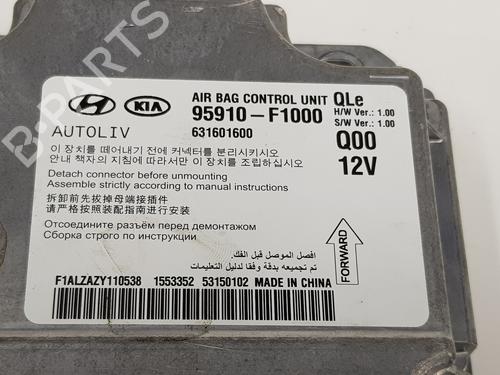 HYUNDAI KIA AIR BAG CONTROL UNIT QLe
95910-F1000 H/W Ver.: 1.00
S/W Ver.: 1.00
AUTOLIV 631601600 Q00
이 장치를 떼어내기 전에 커넥터를 분리시키시오 12V
안내 책자의 지침에 따라서만 이 장치를 조립하십시오
Detach connector before unmounting
Assemble strictly according to manual instructions
拆卸前先拔掉母端接插件
请严格按照装配指南进行安装
Отсоедините разъём перед демонтажом
Сборка строго по инструкции
افصل الموصل قبل الفك.
تم تجميعه بدقة وفقا لدليل التعليمات
FORWARD
F1ALZAZY110538 1553352 53150102 MADE IN CHINA
B-PARTS